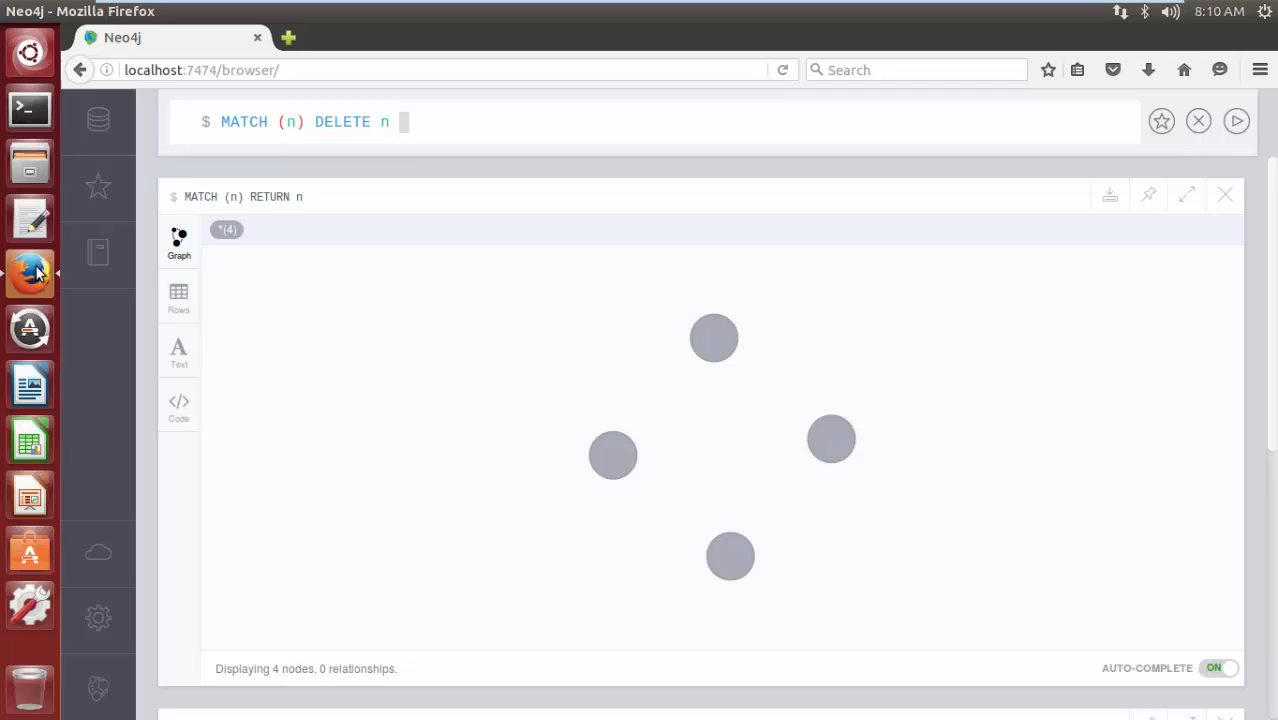 Neo4j - Mozilla Firefox
8:10 AM
Neo4j
localhost:7474/browser/
Search
$ MATCH (n) DELETE n
$ MATCH (n) RETURN n
*(4)
Graph
Rows
Text
Code
Displaying 4 nodes, 0 relationships.
AUTO-COMPLETE ON